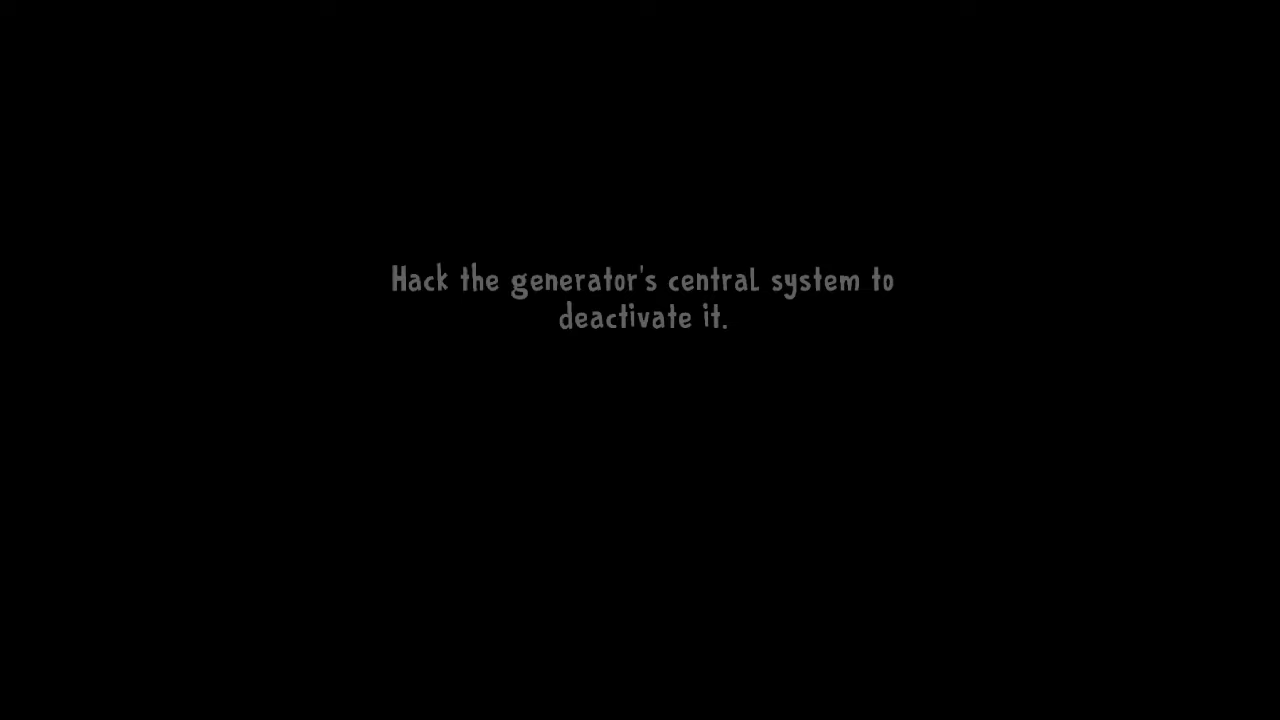 Hack the generator's central system to
deactivate it.